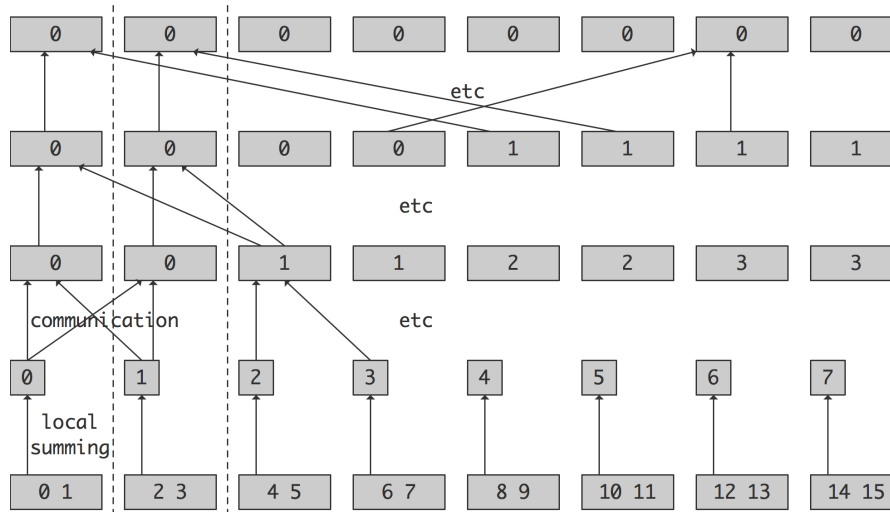 0 0 0 0 0 0 0 0
etc
0 0 0 0 1 1 1 1
etc
0 0 1 1 2 2 3 3
communication etc
0 1 2 3 4 5 6 7
local
summing
0 1 2 3 4 5 6 7 8 9 10 11 12 13 14 15